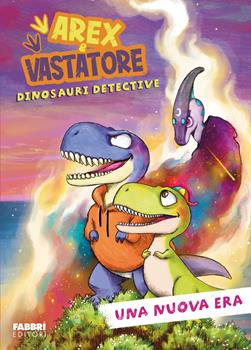 AREX
&
VASTATORE
DINOSAURI DETECTIVE
UNA NUOVA ERA
FABBRI
EDITORI